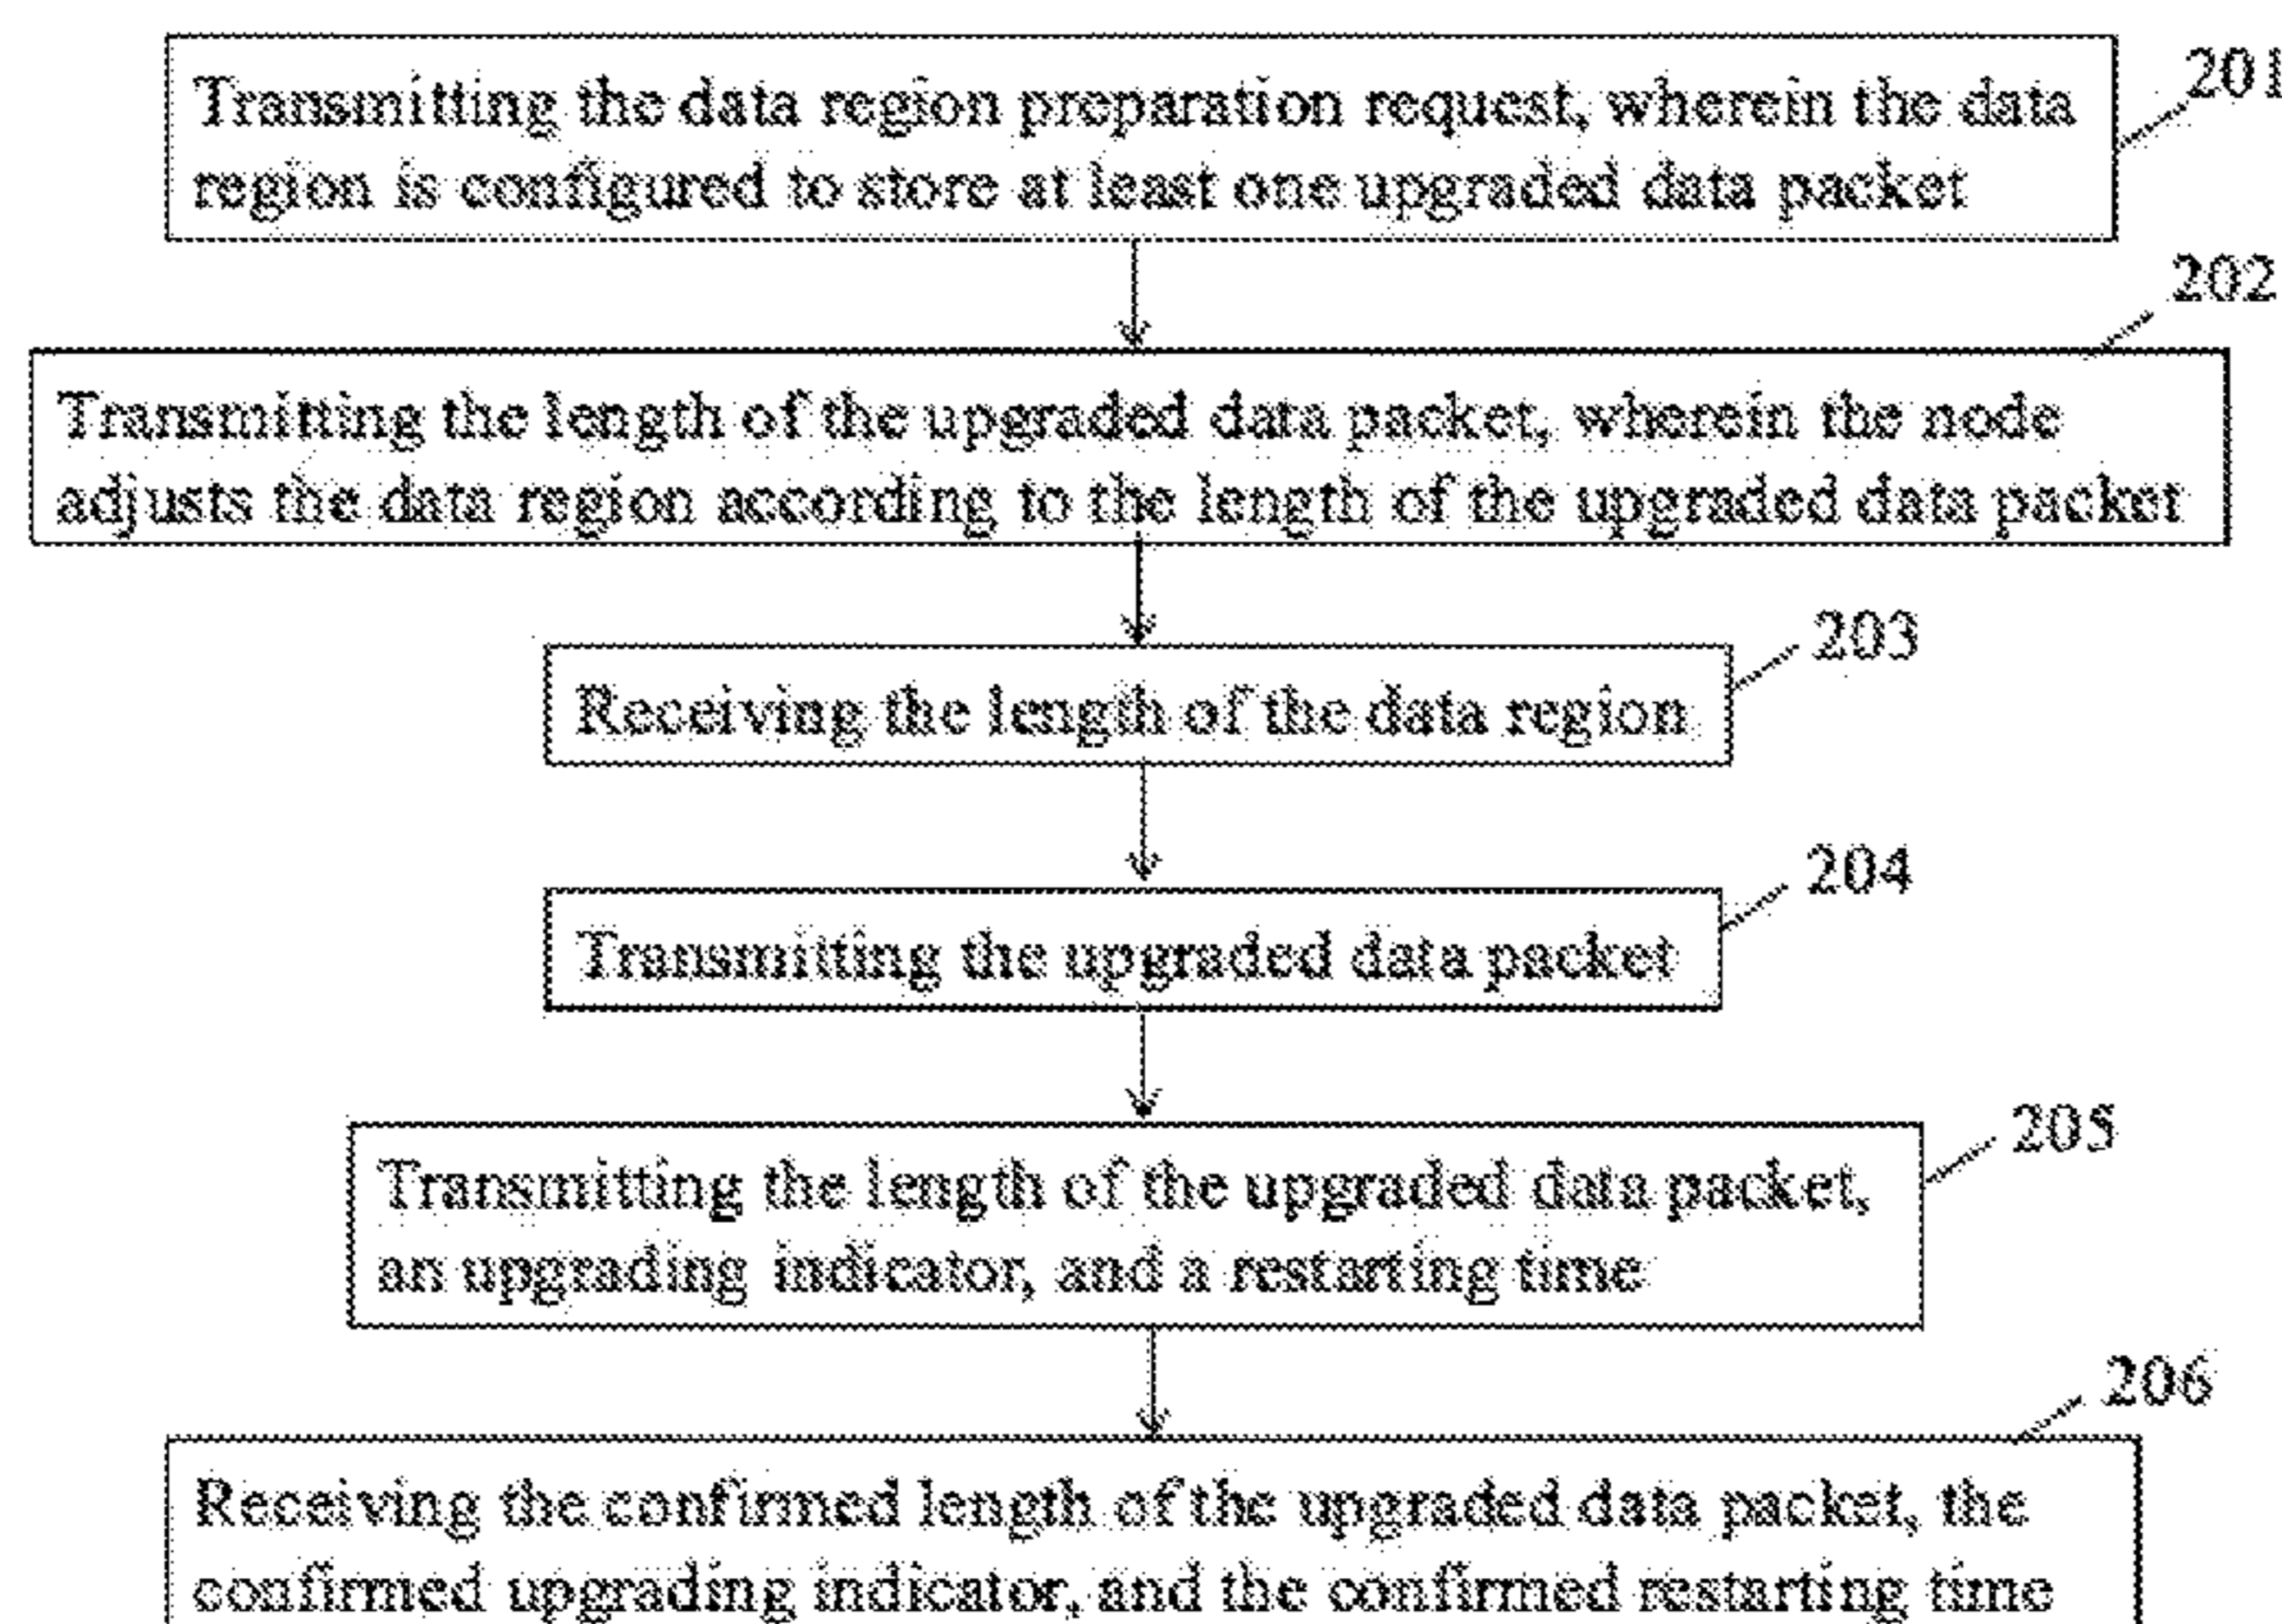 201
Transmitting the data region preparation request, wherein the data
region is configured to store at least one upgraded data packet
202
Transmitting the length of the upgraded data packet, wherein the node
adjusts the data region according to the length of the upgraded data packet
203
Receiving the length of the data region
204
Transmitting the upgraded data packet
205
Transmitting the length of the upgraded data packet,
an upgrading indicator, and a restarting time
206
Receiving the confirmed length of the upgraded data packet, the
confirmed upgrading indicator, and the confirmed restarting time